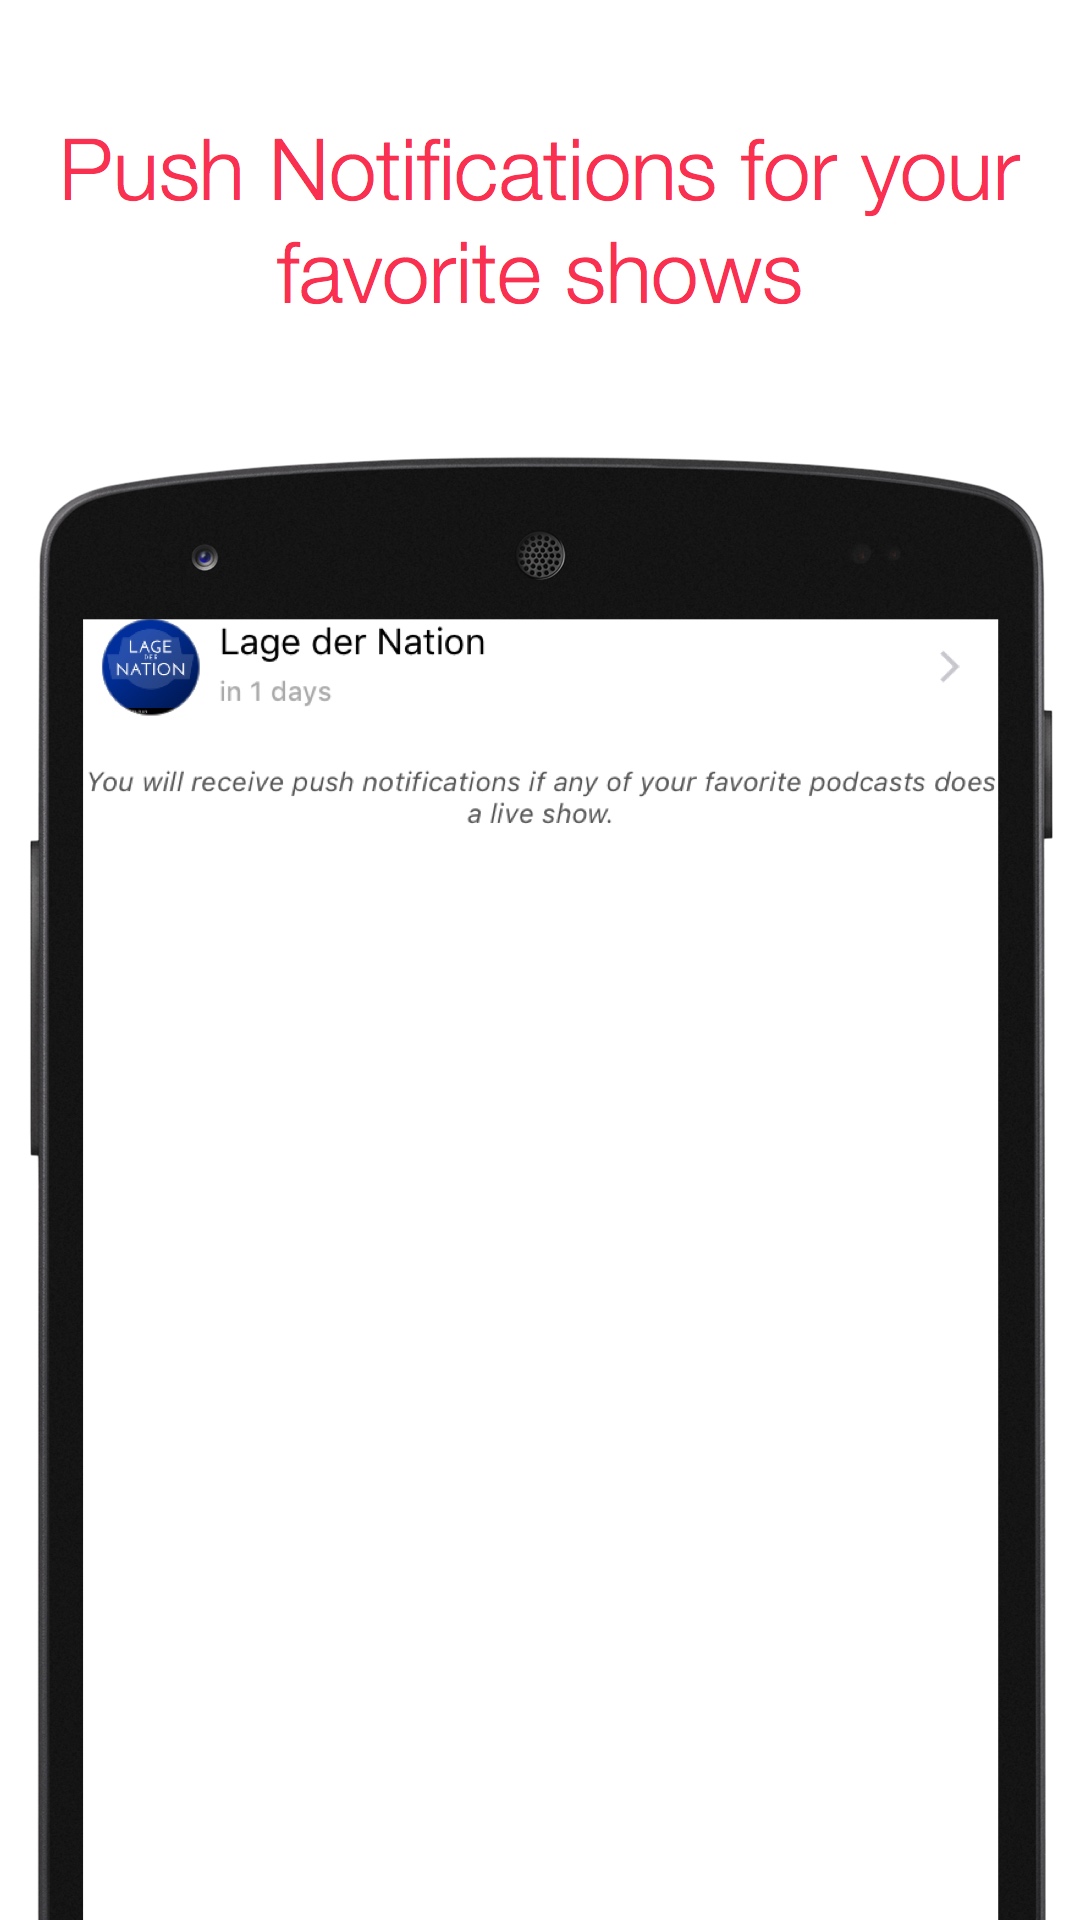 Push Notifications for your
favorite shows
LAGE
DER
NATION
Lage der Nation
in 1 days
You will receive push notifications if any of your favorite podcasts does
a live show.